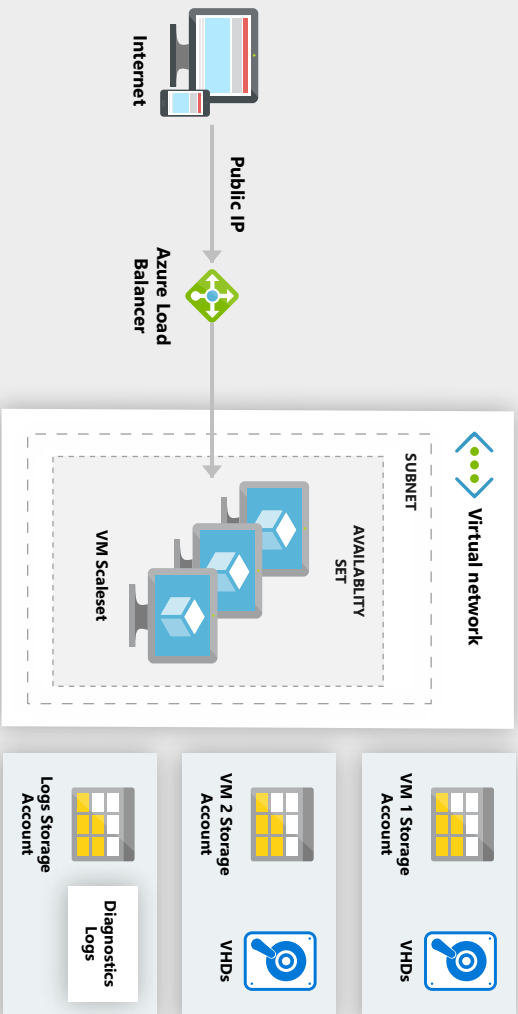 Internet
Public IP
Azure Load
Balancer
Virtual network
SUBNET
AVAILABLITY
SET
VM Scaleset
VM 1 Storage
Account
VHDs
VM 2 Storage
Account
VHDs
Logs Storage
Account
Diagnostics
Logs